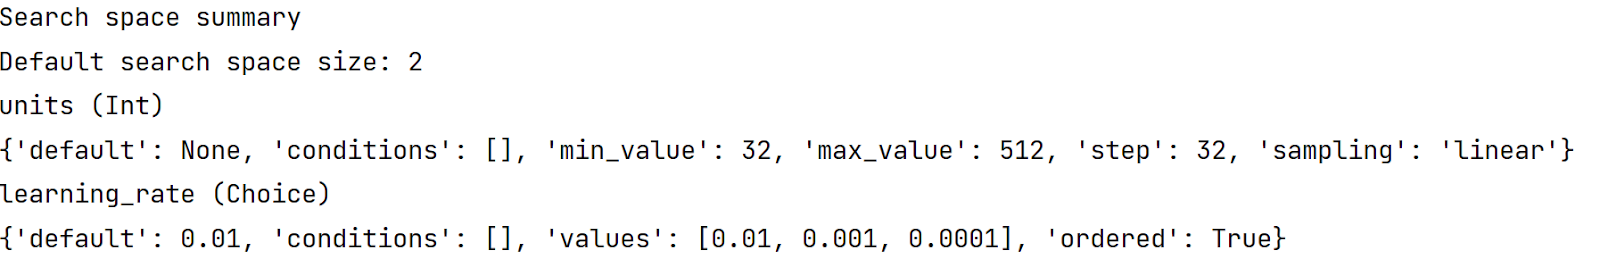 Search space summary
Default search space size: 2
units (Int)
{'default': None, 'conditions': [], 'min_value': 32, 'max_value': 512, 'step': 32, 'sampling': 'linear'}
learning_rate (Choice)
{'default': 0.01, 'conditions': [], 'values': [0.01, 0.001, 0.0001], 'ordered': True}